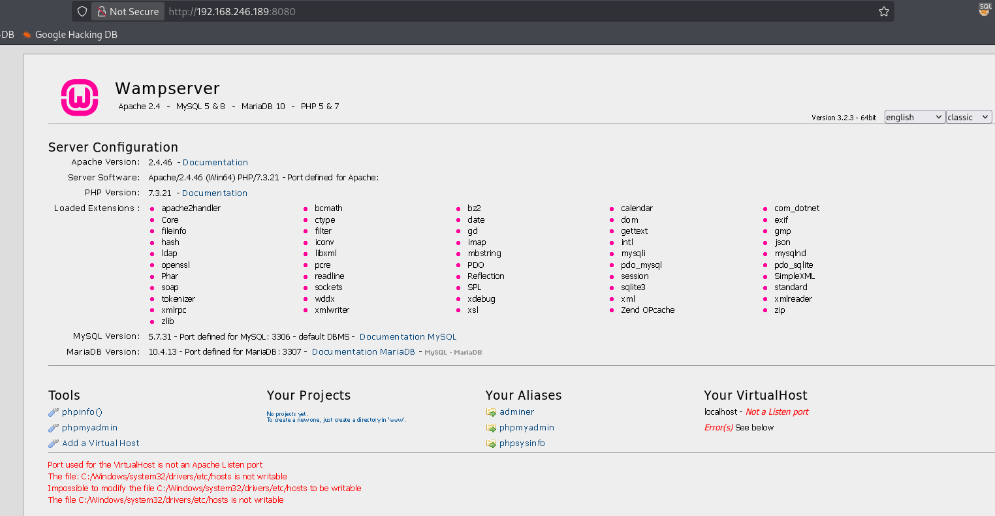 Not Secure http://192.168.246.189:8080
SQL
-DB Google Hacking DB
Wampserver
Apache 2.4 - MySQL 5 & 8 - MariaDB 10 - PHP 5 & 7
Version 3.2.3 - 64bit english classic
Server Configuration
Apache Version: 2.4.46 - Documentation
Server Software: Apache/2.4.46 (Win64) PHP/7.3.21 - Port defined for Apache:
PHP Version: 7.3.21 - Documentation
Loaded Extensions : apache2handler bcmath bz2 calendar com_dotnet
Core ctype date dom exif
fileinfo filter gd gettext gmp
hash iconv imap intl json
ldap libxml mbstring mysqli mysqlnd
openssl pcre PDO pdo_mysql pdo_sqlite
Phar readline Reflection session SimpleXML
soap sockets SPL sqlite3 standard
tokenizer wddx xdebug xml xmlreader
xmlrpc xmlwriter xsl Zend OPcache zip
zlib
MySQL Version: 5.7.31 - Port defined for MySQL: 3306 - default DBMS - Documentation MySQL
MariaDB Version: 10.4.13 - Port defined for MariaDB: 3307 - Documentation MariaDB - MySQL - MariaDB
Tools Your Projects Your Aliases Your VirtualHost
phpinfo() No projects yet. adminer localhost - Not a Listen port
To create a new one, just create a directory in 'www'.
phpmyadmin phpmyadmin Error(s) See below
Add a Virtual Host phpsysinfo
Port used for the VirtualHost is not an Apache Listen port
The file: C:/Windows/system32/drivers/etc/hosts is not writable
Impossible to modify the file C:/Windows/system32/drivers/etc/hosts to be writable
The file C:/Windows/system32/drivers/etc/hosts is not writable